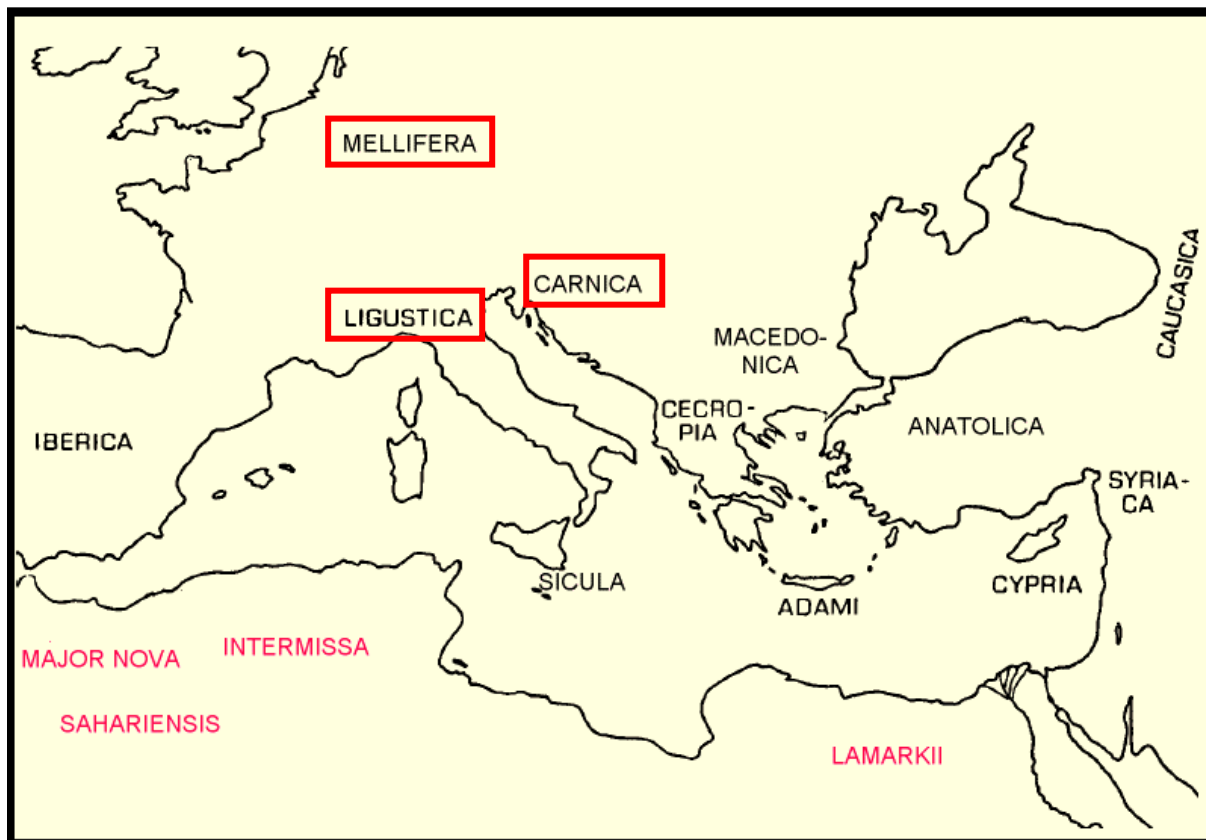 MELLIFERA
CARNICA
LIGUSTICA
CAUCASICA
MACEDO-
NICA
CECRO-
PIA
ANATOLICA
IBERICA
SYRIA-
CA
SICULA
ADAMI
CYPRIA
INTERMISSA
MAJOR NOVA
SAHARIENSIS
LAMARKII